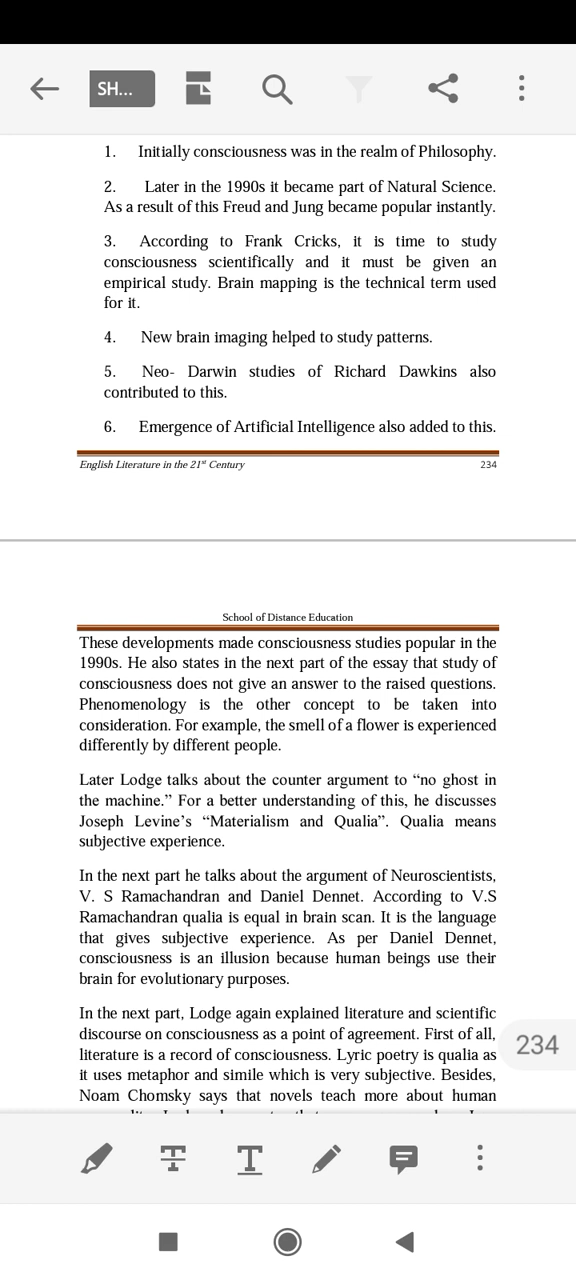 SH...
1. Initially consciousness was in the realm of Philosophy.
2. Later in the 1990s it became part of Natural Science.
As a result of this Freud and Jung became popular instantly.
3. According to Frank Cricks, it is time to study
consciousness scientifically and it must be given an
empirical study. Brain mapping is the technical term used
for it.
4. New brain imaging helped to study patterns.
5. Neo- Darwin studies of Richard Dawkins also
contributed to this.
6. Emergence of Artificial Intelligence also added to this.
English Literature in the 21st Century 234
School of Distance Education
These developments made consciousness studies popular in the
1990s. He also states in the next part of the essay that study of
consciousness does not give an answer to the raised questions.
Phenomenology is the other concept to be taken into
consideration. For example, the smell of a flower is experienced
differently by different people.
Later Lodge talks about the counter argument to “no ghost in
the machine.” For a better understanding of this, he discusses
Joseph Levine’s “Materialism and Qualia”. Qualia means
subjective experience.
In the next part he talks about the argument of Neuroscientists,
V. S Ramachandran and Daniel Dennet. According to V.S
Ramachandran qualia is equal in brain scan. It is the language
that gives subjective experience. As per Daniel Dennet,
consciousness is an illusion because human beings use their
brain for evolutionary purposes.
In the next part, Lodge again explained literature and scientific
discourse on consciousness as a point of agreement. First of all,
literature is a record of consciousness. Lyric poetry is qualia as
it uses metaphor and simile which is very subjective. Besides,
Noam Chomsky says that novels teach more about human
234